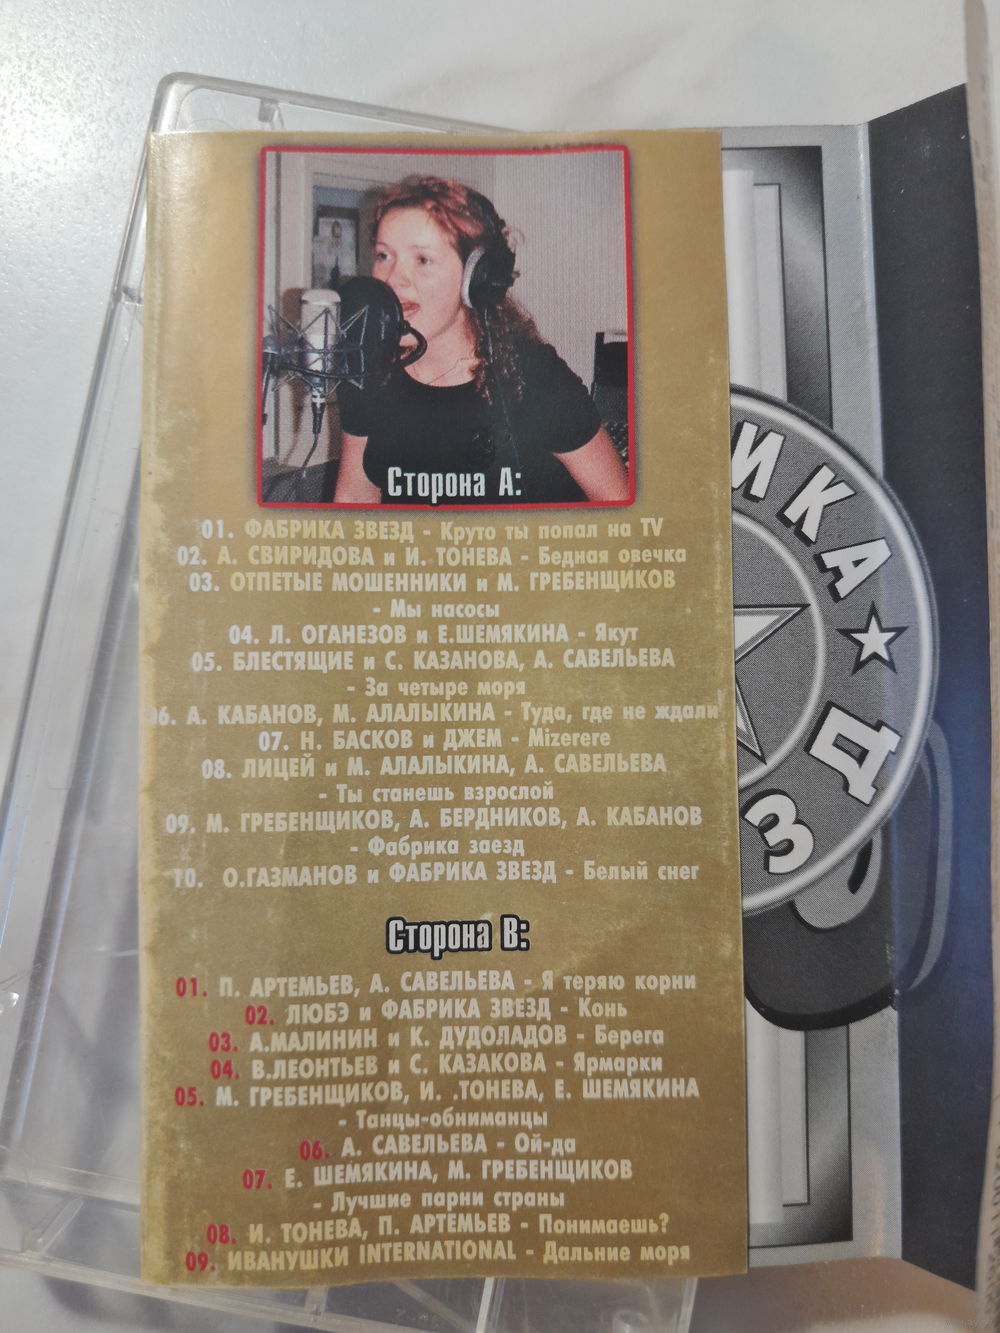 Сторона А:
01. ФАБРИКА ЗВЕЗД - Круто ты попал на TV
02. А. СВИРИДОВА и И. ТОНЕВА - Бедная овечка
03. ОТПЕТЫЕ МОШЕННИКИ и М. ГРЕБЕНЩИКОВ
- Мы насосы
04. Л. ОГАНЕЗОВ и Е.ШЕМЯКИНА - Якут
05. БЛЕСТЯЩИЕ и С. КАЗАНОВА, А. САВЕЛЬЕВА
- За четыре моря
06. А. КАБАНОВ, М. АЛАЛЫКИНА - Туда, где не ждали
07. Н. БАСКОВ и ДЖЕМ - Mizerere
08. ЛИЦЕЙ и М. АЛАЛЫКИНА, А. САВЕЛЬЕВА
- Ты станешь взрослой
09. М. ГРЕБЕНЩИКОВ, А. БЕРДНИКОВ, А. КАБАНОВ
- Фабрика заезд
10. О.ГАЗМАНОВ и ФАБРИКА ЗВЕЗД - Белый снег
Сторона В:
01. П. АРТЕМЬЕВ, А. САВЕЛЬЕВА - Я теряю корни
02. ЛЮБЭ и ФАБРИКА ЗВЕЗД - Конь
03. А.МАЛИНИН и К. ДУДОЛАДОВ - Берега
04. В.ЛЕОНТЬЕВ и С. КАЗАКОВА - Ярмарки
05. М. ГРЕБЕНЩИКОВ, И. .ТОНЕВА, Е. ШЕМЯКИНА
- Танцы-обниманцы
06. А. САВЕЛЬЕВА - Ой-да
07. Е. ШЕМЯКИНА, М. ГРЕБЕНЩИКОВ
- Лучшие парни страны
08. И. ТОНЕВА, П. АРТЕМЬЕВ - Понимаешь?
09. ИВАНУШКИ INTERNATIONAL - Дальние моря
ИКА
ЗД